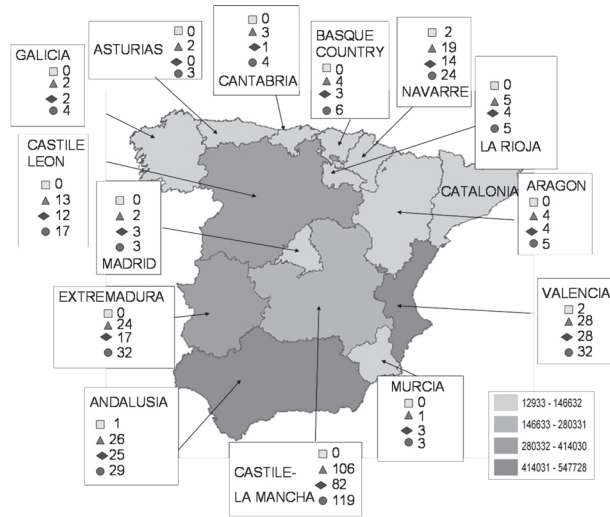 GALICIA
0
2
2
4
ASTURIAS
0
2
0
3
0
3
1
4
CANTABRIA
BASQUE
COUNTRY
0
4
3
6
2
19
14
24
NAVARRE
0
5
4
5
LA RIOJA
CASTILE
LEON
0
13
12
17
0
2
3
3
MADRID
CATALONIA
ARAGON
0
4
4
5
EXTREMADURA
0
24
17
32
VALENCIA
2
28
28
32
ANDALUSIA
1
26
25
29
CASTILE-
LA MANCHA
0
106
82
119
MURCIA
0
1
3
3
12933 - 146632
146633 - 280331
280332 - 414030
414031 - 547728